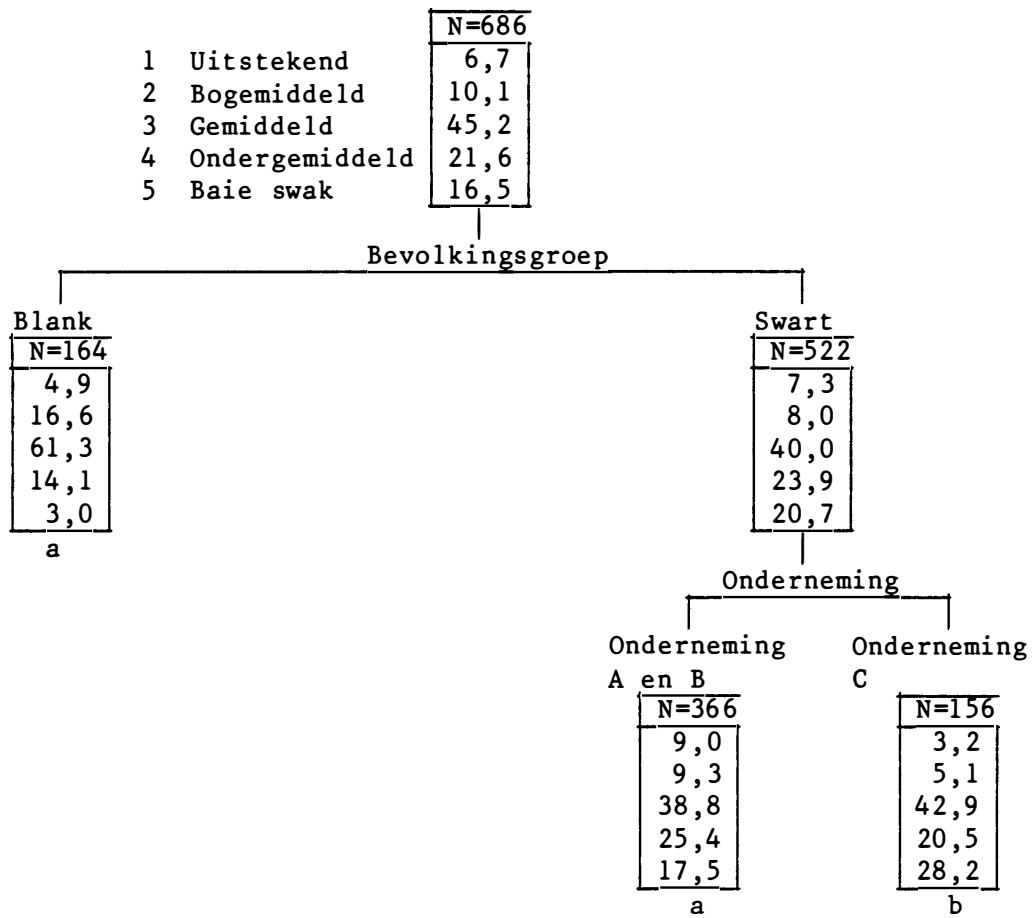 N=686
1 Uitstekend 6,7
2 Bogemiddeld 10,1
3 Gemiddeld 45,2
4 Ondergemiddeld 21,6
5 Baie swak 16,5
Bevolkingsgroep
Blank Swart
N=164 N=522
4,9 7,3
16,6 8,0
61,3 40,0
14,1 23,9
3,0 20,7
a
Onderneming
Onderneming Onderneming
A en B C
N=366 N=156
9,0 3,2
9,3 5,1
38,8 42,9
25,4 20,5
17,5 28,2
a b